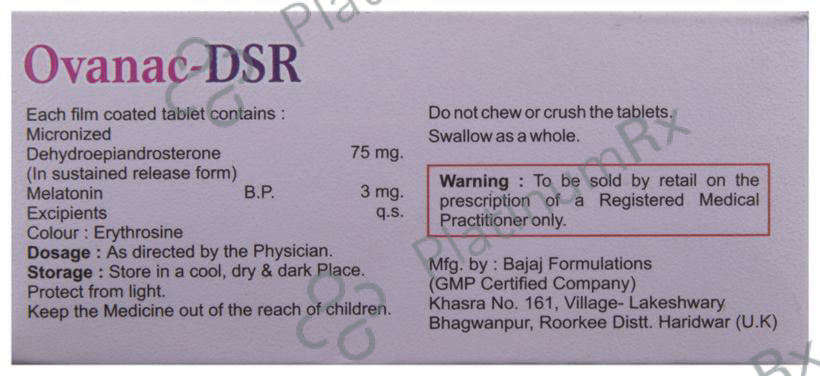 Ovanac-DSR
Each film coated tablet contains :
Micronized
Dehydroepiandrosterone 75 mg.
(In sustained release form)
Melatonin B.P. 3 mg.
Excipients q.s.
Colour : Erythrosine
Dosage : As directed by the Physician.
Storage : Store in a cool, dry & dark Place.
Protect from light.
Keep the Medicine out of the reach of children.
Do not chew or crush the tablets.
Swallow as a whole.
Warning : To be sold by retail on the
prescription of a Registered Medical
Practitioner only.
Mfg. by : Bajaj Formulations
(GMP Certified Company)
Khasra No. 161, Village- Lakeshwary
Bhagwanpur, Roorkee Distt. Haridwar (U.K)
PlatinumRx
Platin
Rx